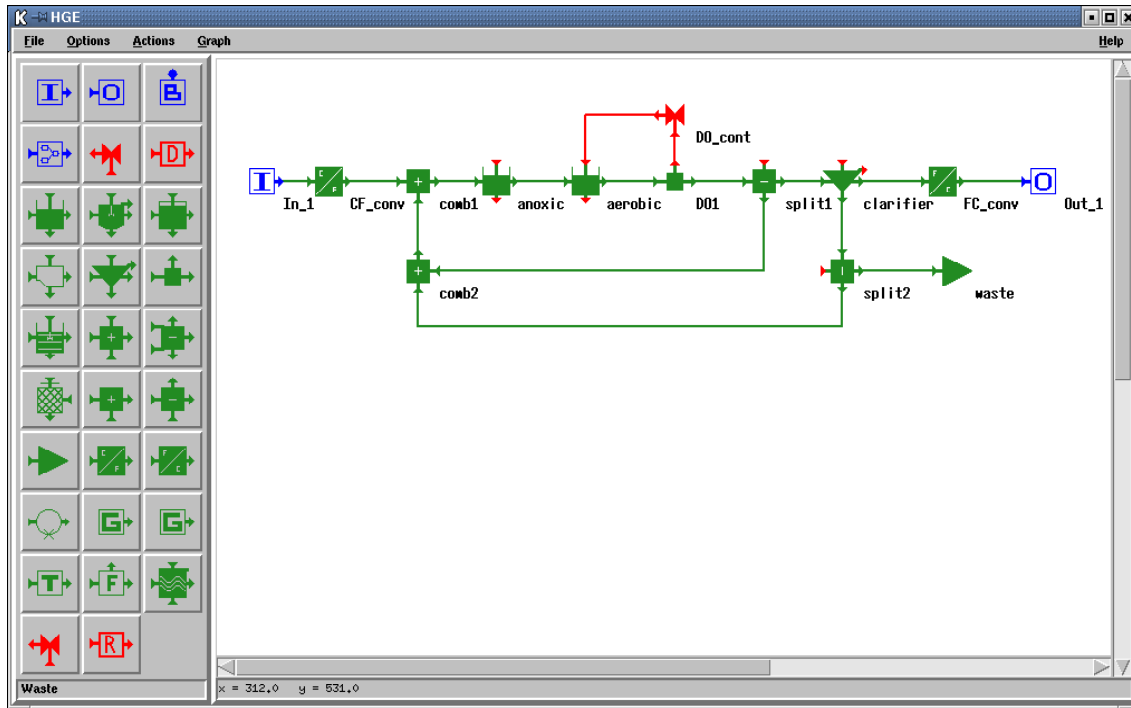 HGE
File Options Actions Graph Help
I O B
D
DO_cont
I C F + + - F C O
In_1 CF_conv comb1 anoxic aerobic DO1 split1 clarifier FC_conv Out_1
+ I
comb2 split2 waste
+ -
+ -
C F F C
G G
T F
R
Waste
x = 312.0 y = 531.0